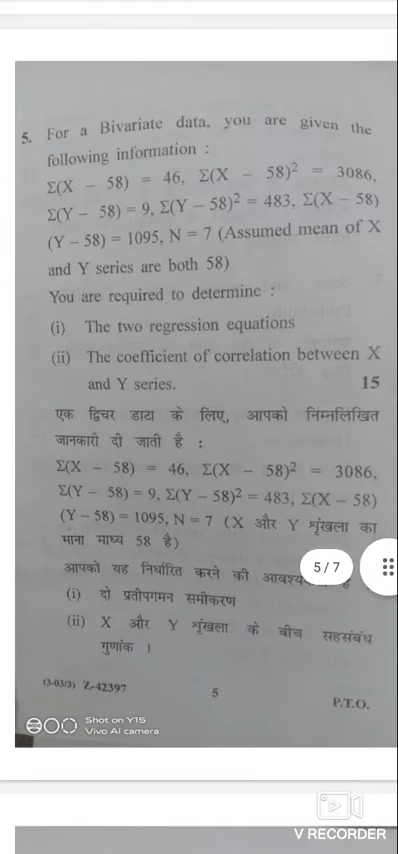 5. For a Bivariate data, you are given the
following information :
Σ(X − 58) = 46, Σ(X − 58)² = 3086,
Σ(Y − 58) = 9, Σ(Y − 58)² = 483, Σ(X − 58)
(Y − 58) = 1095, N = 7 (Assumed mean of X
and Y series are both 58)
You are required to determine :
(i) The two regression equations
(ii) The coefficient of correlation between X
and Y series. 15
एक द्विचर डाटा के लिए, आपको निम्नलिखित
जानकारी दी जाती है :
Σ(X − 58) = 46, Σ(X − 58)² = 3086,
Σ(Y − 58) = 9, Σ(Y − 58)² = 483, Σ(X − 58)
(Y − 58) = 1095, N = 7 (X और Y शृंखला का
माना माध्य 58 है)
आपको यह निर्धारित करने की
5 / 7
(i) दो प्रतीपगमन समीकरण
(ii) X और Y शृंखला के बीच सहसंबंध
गुणांक ।
(3-03/3) Z-42397
5
P.T.O.
Shot on Y15
Vivo AI camera
V RECORDER